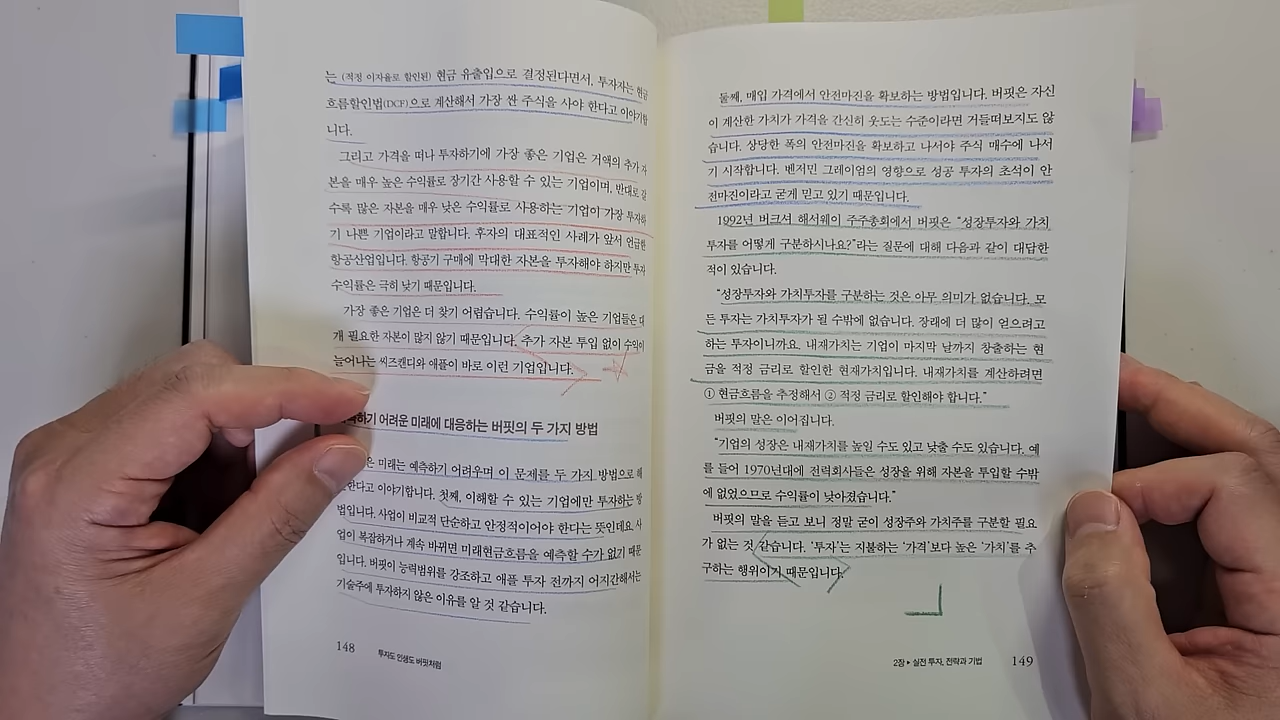 는 (적정 이자율로 할인된) 현금 유출입으로 결정된다면서, 투자자는 현금
흐름할인법(DCF)으로 계산해서 가장 싼 주식을 사야 한다고 이야기합
니다.
그리고 가격을 떠나 투자하기에 가장 좋은 기업은 거액의 추가 자
본을 매우 높은 수익률로 장기간 사용할 수 있는 기업이며, 반대로 갈
수록 많은 자본을 매우 낮은 수익률로 사용하는 기업이 가장 투자하
기 나쁜 기업이라고 말합니다. 후자의 대표적인 사례가 앞서 언급한
항공산업입니다. 항공기 구매에 막대한 자본을 투자해야 하지만 투자
수익률은 극히 낮기 때문입니다.
가장 좋은 기업은 더 찾기 어렵습니다. 수익률이 높은 기업들은 대
개 필요한 자본이 많지 않기 때문입니다. 추가 자본 투입 없이 수익이
늘어나는 씨즈캔디와 애플이 바로 이런 기업입니다.
어려운 미래에 대응하는 버핏의 두 가지 방법
미래는 예측하기 어려우며 이 문제를 두 가지 방법으로 해
이야기합니다. 첫째, 이해할 수 있는 기업에만 투자하는 방
법입니다. 사업이 비교적 단순하고 안정적이어야 한다는 뜻인데요. 사
업이 복잡하거나 계속 바뀌면 미래현금흐름을 예측할 수가 없기 때문
입니다. 버핏이 능력범위를 강조하고 애플 투자 전까지 어지간해서는
기술주에 투자하지 않은 이유를 알 것 같습니다.
148 투자도 인생도 버핏처럼
둘째, 매입 가격에서 안전마진을 확보하는 방법입니다. 버핏은 자신
이 계산한 가치가 가격을 간신히 웃도는 수준이라면 거들떠보지도 않
습니다. 상당한 폭의 안전마진을 확보하고 나서야 주식 매수에 나서
기 시작합니다. 벤저민 그레이엄의 영향으로 성공 투자의 초석이 안
전마진이라고 굳게 믿고 있기 때문입니다.
1992년 버크셔 해서웨이 주주총회에서 버핏은 “성장투자와 가치
투자를 어떻게 구분하시나요?”라는 질문에 대해 다음과 같이 대답한
적이 있습니다.
“성장투자와 가치투자를 구분하는 것은 아무 의미가 없습니다. 모
든 투자는 가치투자가 될 수밖에 없습니다. 장래에 더 많이 얻으려고
하는 투자이니까요. 내재가치는 기업이 마지막 날까지 창출하는 현
금을 적정 금리로 할인한 현재가치입니다. 내재가치를 계산하려면
① 현금흐름을 추정해서 ② 적정 금리로 할인해야 합니다.”
버핏의 말은 이어집니다.
“기업의 성장은 내재가치를 높일 수도 있고 낮출 수도 있습니다. 예
를 들어 1970년대에 전력회사들은 성장을 위해 자본을 투입할 수밖
에 없었으므로 수익률이 낮아졌습니다.”
버핏의 말을 듣고 보니 정말 굳이 성장주와 가치주를 구분할 필요
가 없는 것 같습니다. ‘투자’는 지불하는 ‘가격’보다 높은 ‘가치’를 추
구하는 행위이기 때문입니다.
2장 ▸ 실전 투자, 전략과 기법 149